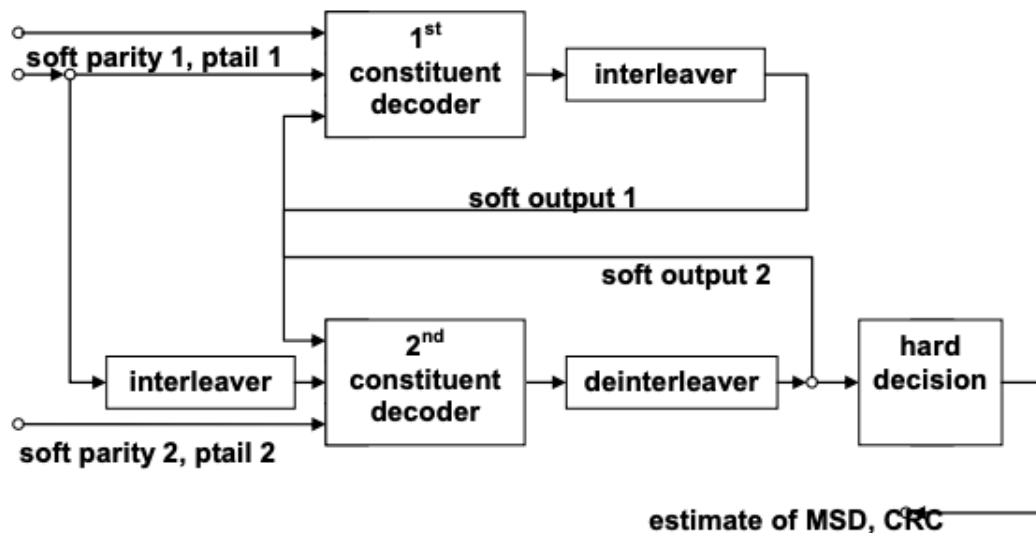 soft parity 1, ptail 1
1st
constituent
decoder
interleaver
soft output 1
soft output 2
interleaver
2nd
constituent
decoder
deinterleaver
hard
decision
soft parity 2, ptail 2
estimate of MSD, CRC